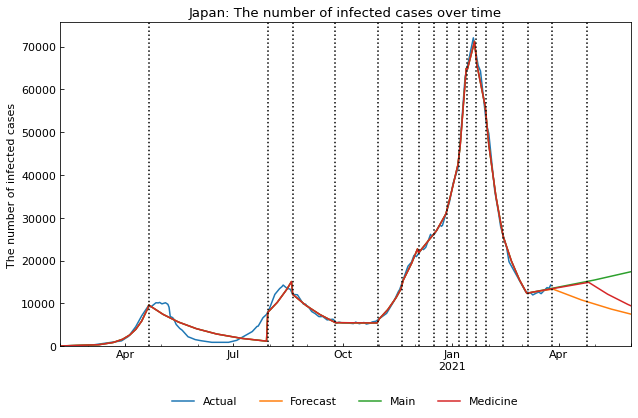 Japan: The number of infected cases over time
The number of infected cases
70000
60000
50000
40000
30000
20000
10000
0
Apr Jul Oct Jan Apr
2021
Actual Forecast Main Medicine